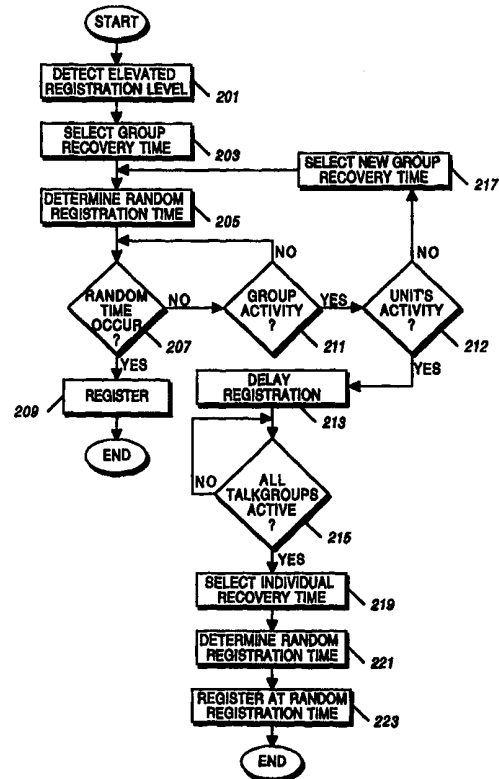 START
DETECT ELEVATED
REGISTRATION LEVEL
201
SELECT GROUP
RECOVERY TIME
203
SELECT NEW GROUP
RECOVERY TIME
217
DETERMINE RANDOM
REGISTRATION TIME
205
NO
NO
RANDOM
TIME
OCCUR
?
207
NO
GROUP
ACTIVITY
?
211
YES
UNIT'S
ACTIVITY
?
212
YES
YES
209
REGISTER
DELAY
REGISTRATION
213
END
NO
ALL
TALKGROUPS
ACTIVE
?
215
YES
SELECT INDIVIDUAL
RECOVERY TIME
219
DETERMINE RANDOM
REGISTRATION TIME
221
REGISTER AT RANDOM
REGISTRATION TIME
223
END